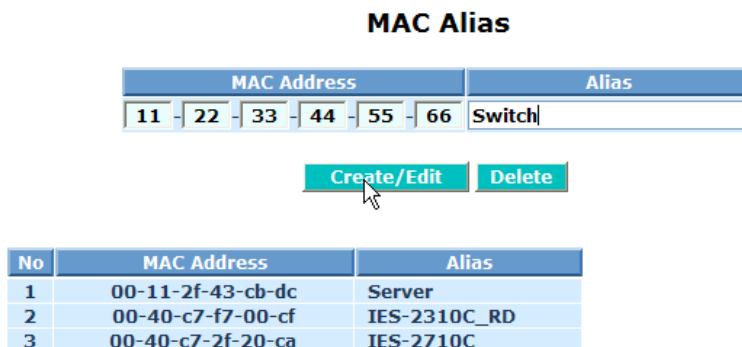 MAC Alias
MAC Address Alias
11 - 22 - 33 - 44 - 55 - 66 Switch
Create/Edit Delete
No MAC Address Alias
1 00-11-2f-43-cb-dc Server
2 00-40-c7-f7-00-cf IES-2310C_RD
3 00-40-c7-2f-20-ca IES-2710C